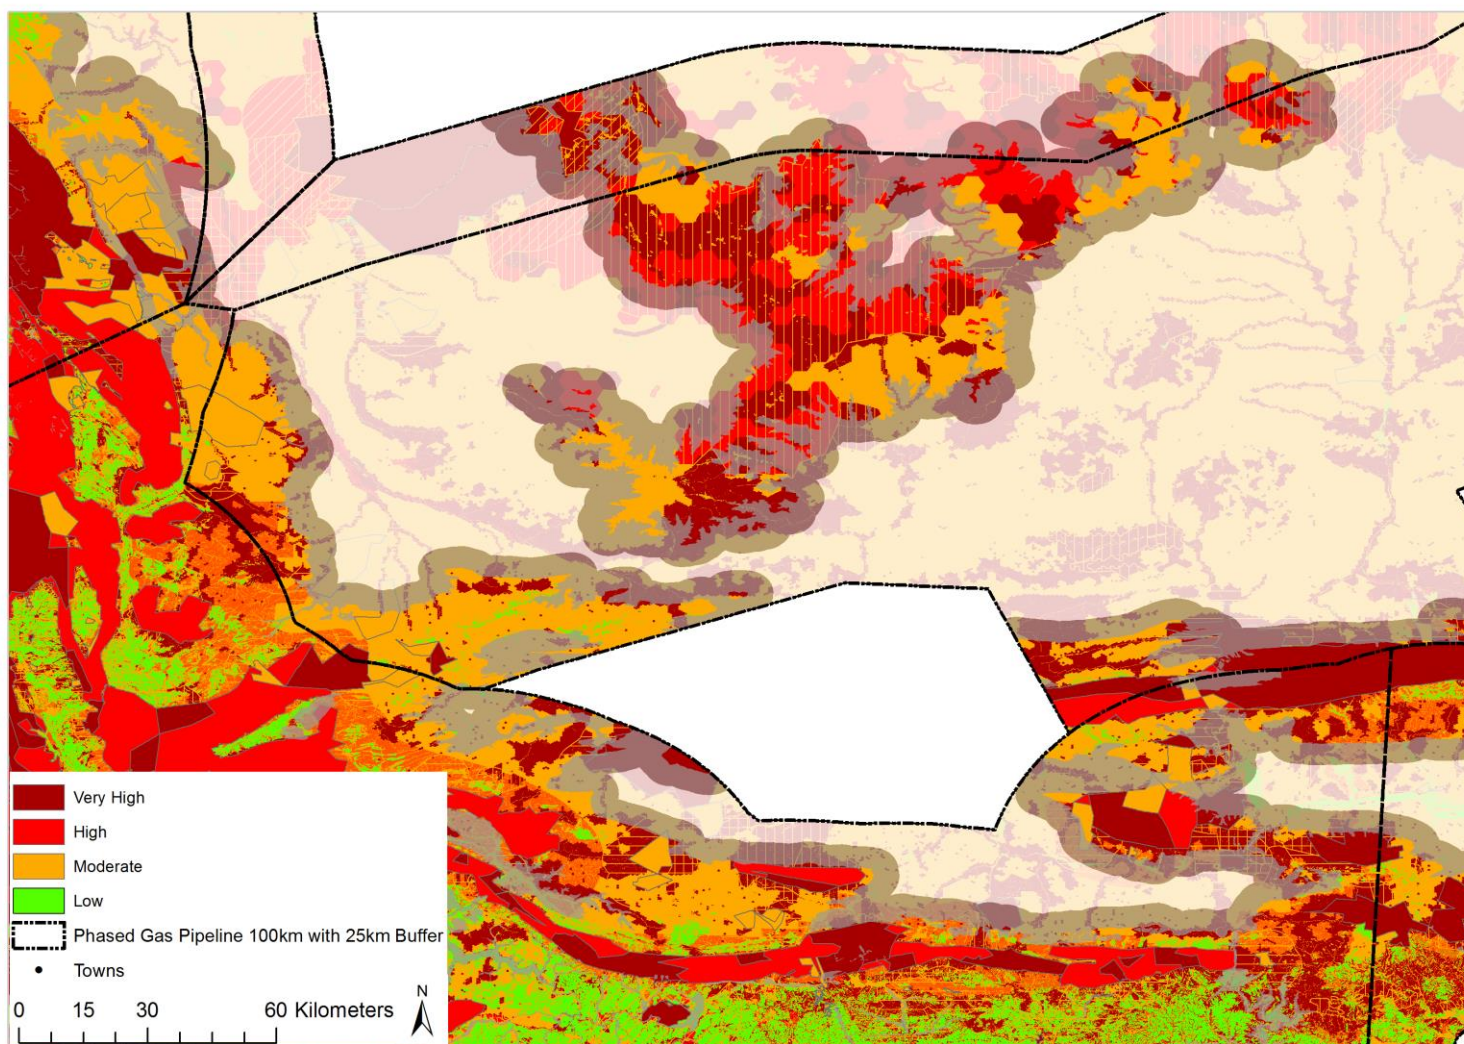 Very High
High
Moderate
Low
Phased Gas Pipeline 100km with 25km Buffer
Towns
0 15 30 60 Kilometers
N